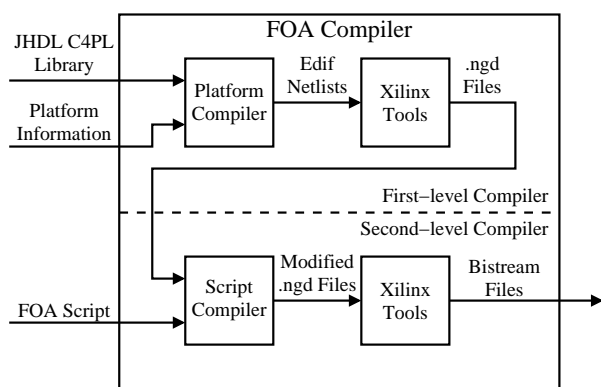 FOA Compiler
JHDL C4PL
Library
Platform
Information
Platform
Compiler
Edif
Netlists
Xilinx
Tools
.ngd
Files
First−level Compiler
Second−level Compiler
FOA Script
Script
Compiler
Modified
.ngd Files
Xilinx
Tools
Bistream
Files